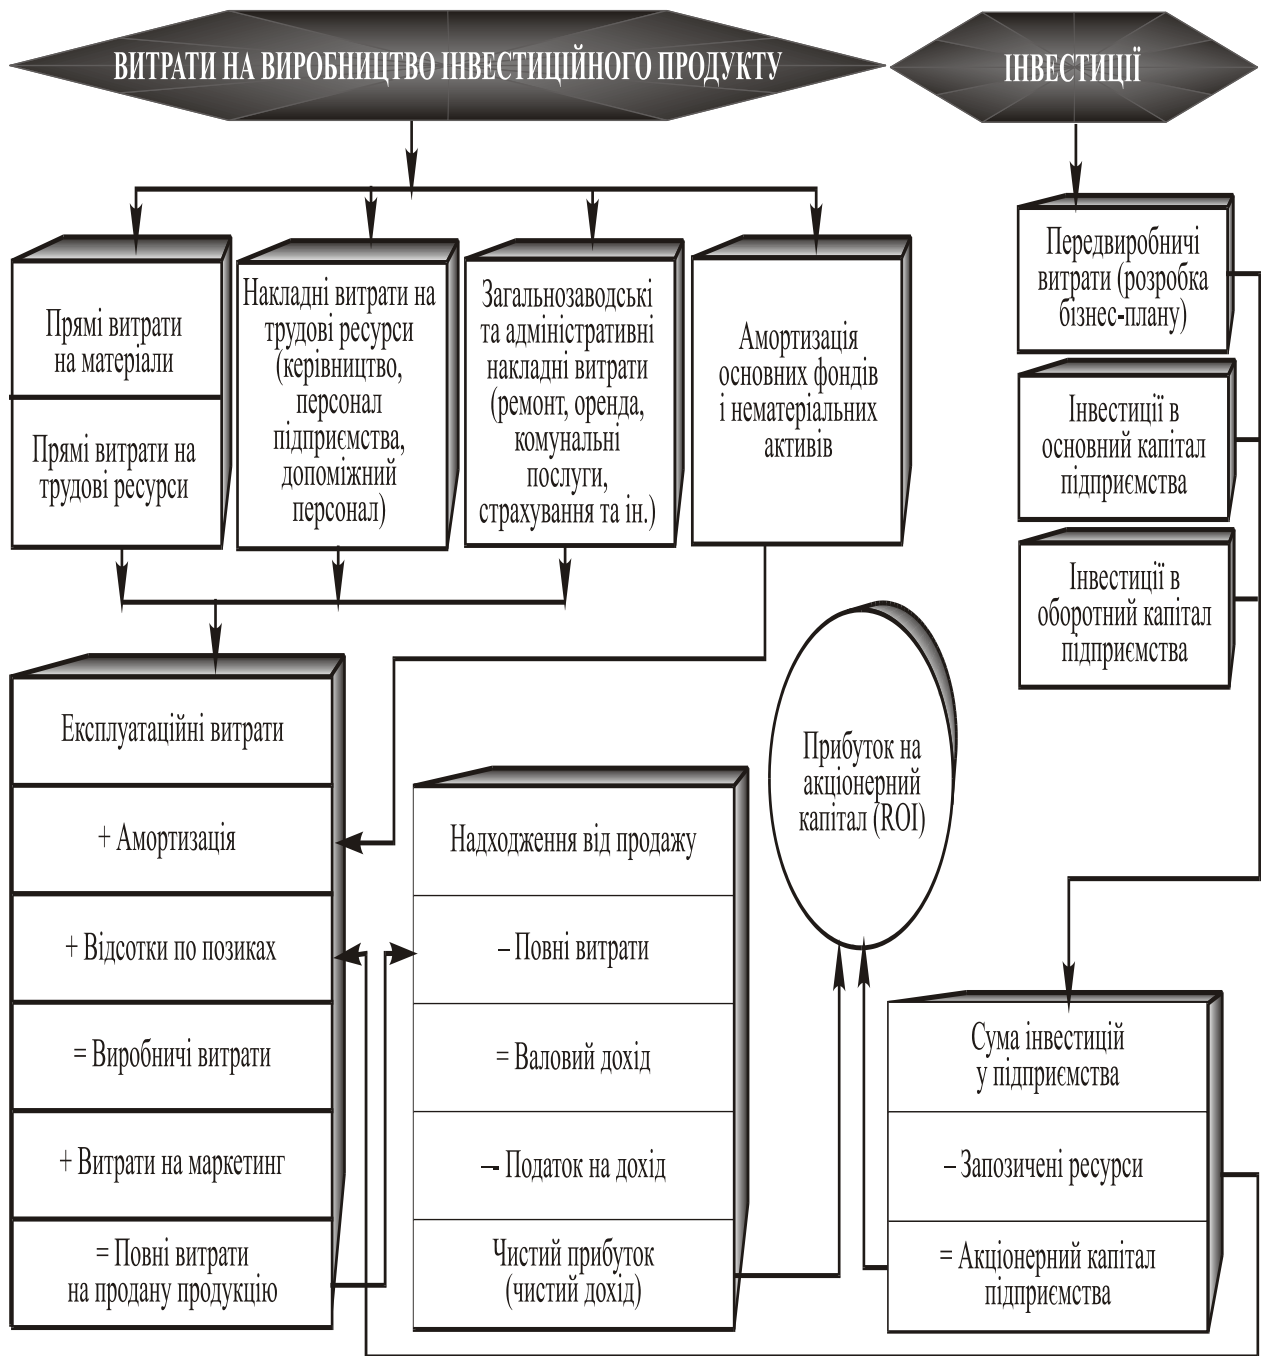 ВИТРАТИ НА ВИРОБНИЦТВО ІНВЕСТИЦІЙНОГО ПРОДУКТУ
ІНВЕСТИЦІЇ
Прямі витрати
на матеріали
Прямі витрати на
трудові ресурси
Накладні витрати на
трудові ресурси
(керівництво,
персонал
підприємства,
допоміжний
персонал)
Загальнозаводські
та адміністративні
накладні витрати
(ремонт, оренда,
комунальні
послуги,
страхування та ін.)
Амортизація
основних фондів
і нематеріальних
активів
Передвиробничі
витрати (розробка
бізнес-плану)
Інвестиції в
основний капітал
підприємства
Інвестиції в
оборотний капітал
підприємства
Експлуатаційні витрати
+ Амортизація
+ Відсотки по позиках
= Виробничі витрати
+ Витрати на маркетинг
= Повні витрати
на продану продукцію
Надходження від продажу
– Повні витрати
= Валовий дохід
– Податок на дохід
Чистий прибуток
(чистий дохід)
Прибуток на
акціонерний
капітал (ROI)
Сума інвестицій
у підприємства
– Запозичені ресурси
= Акціонерний капітал
підприємства